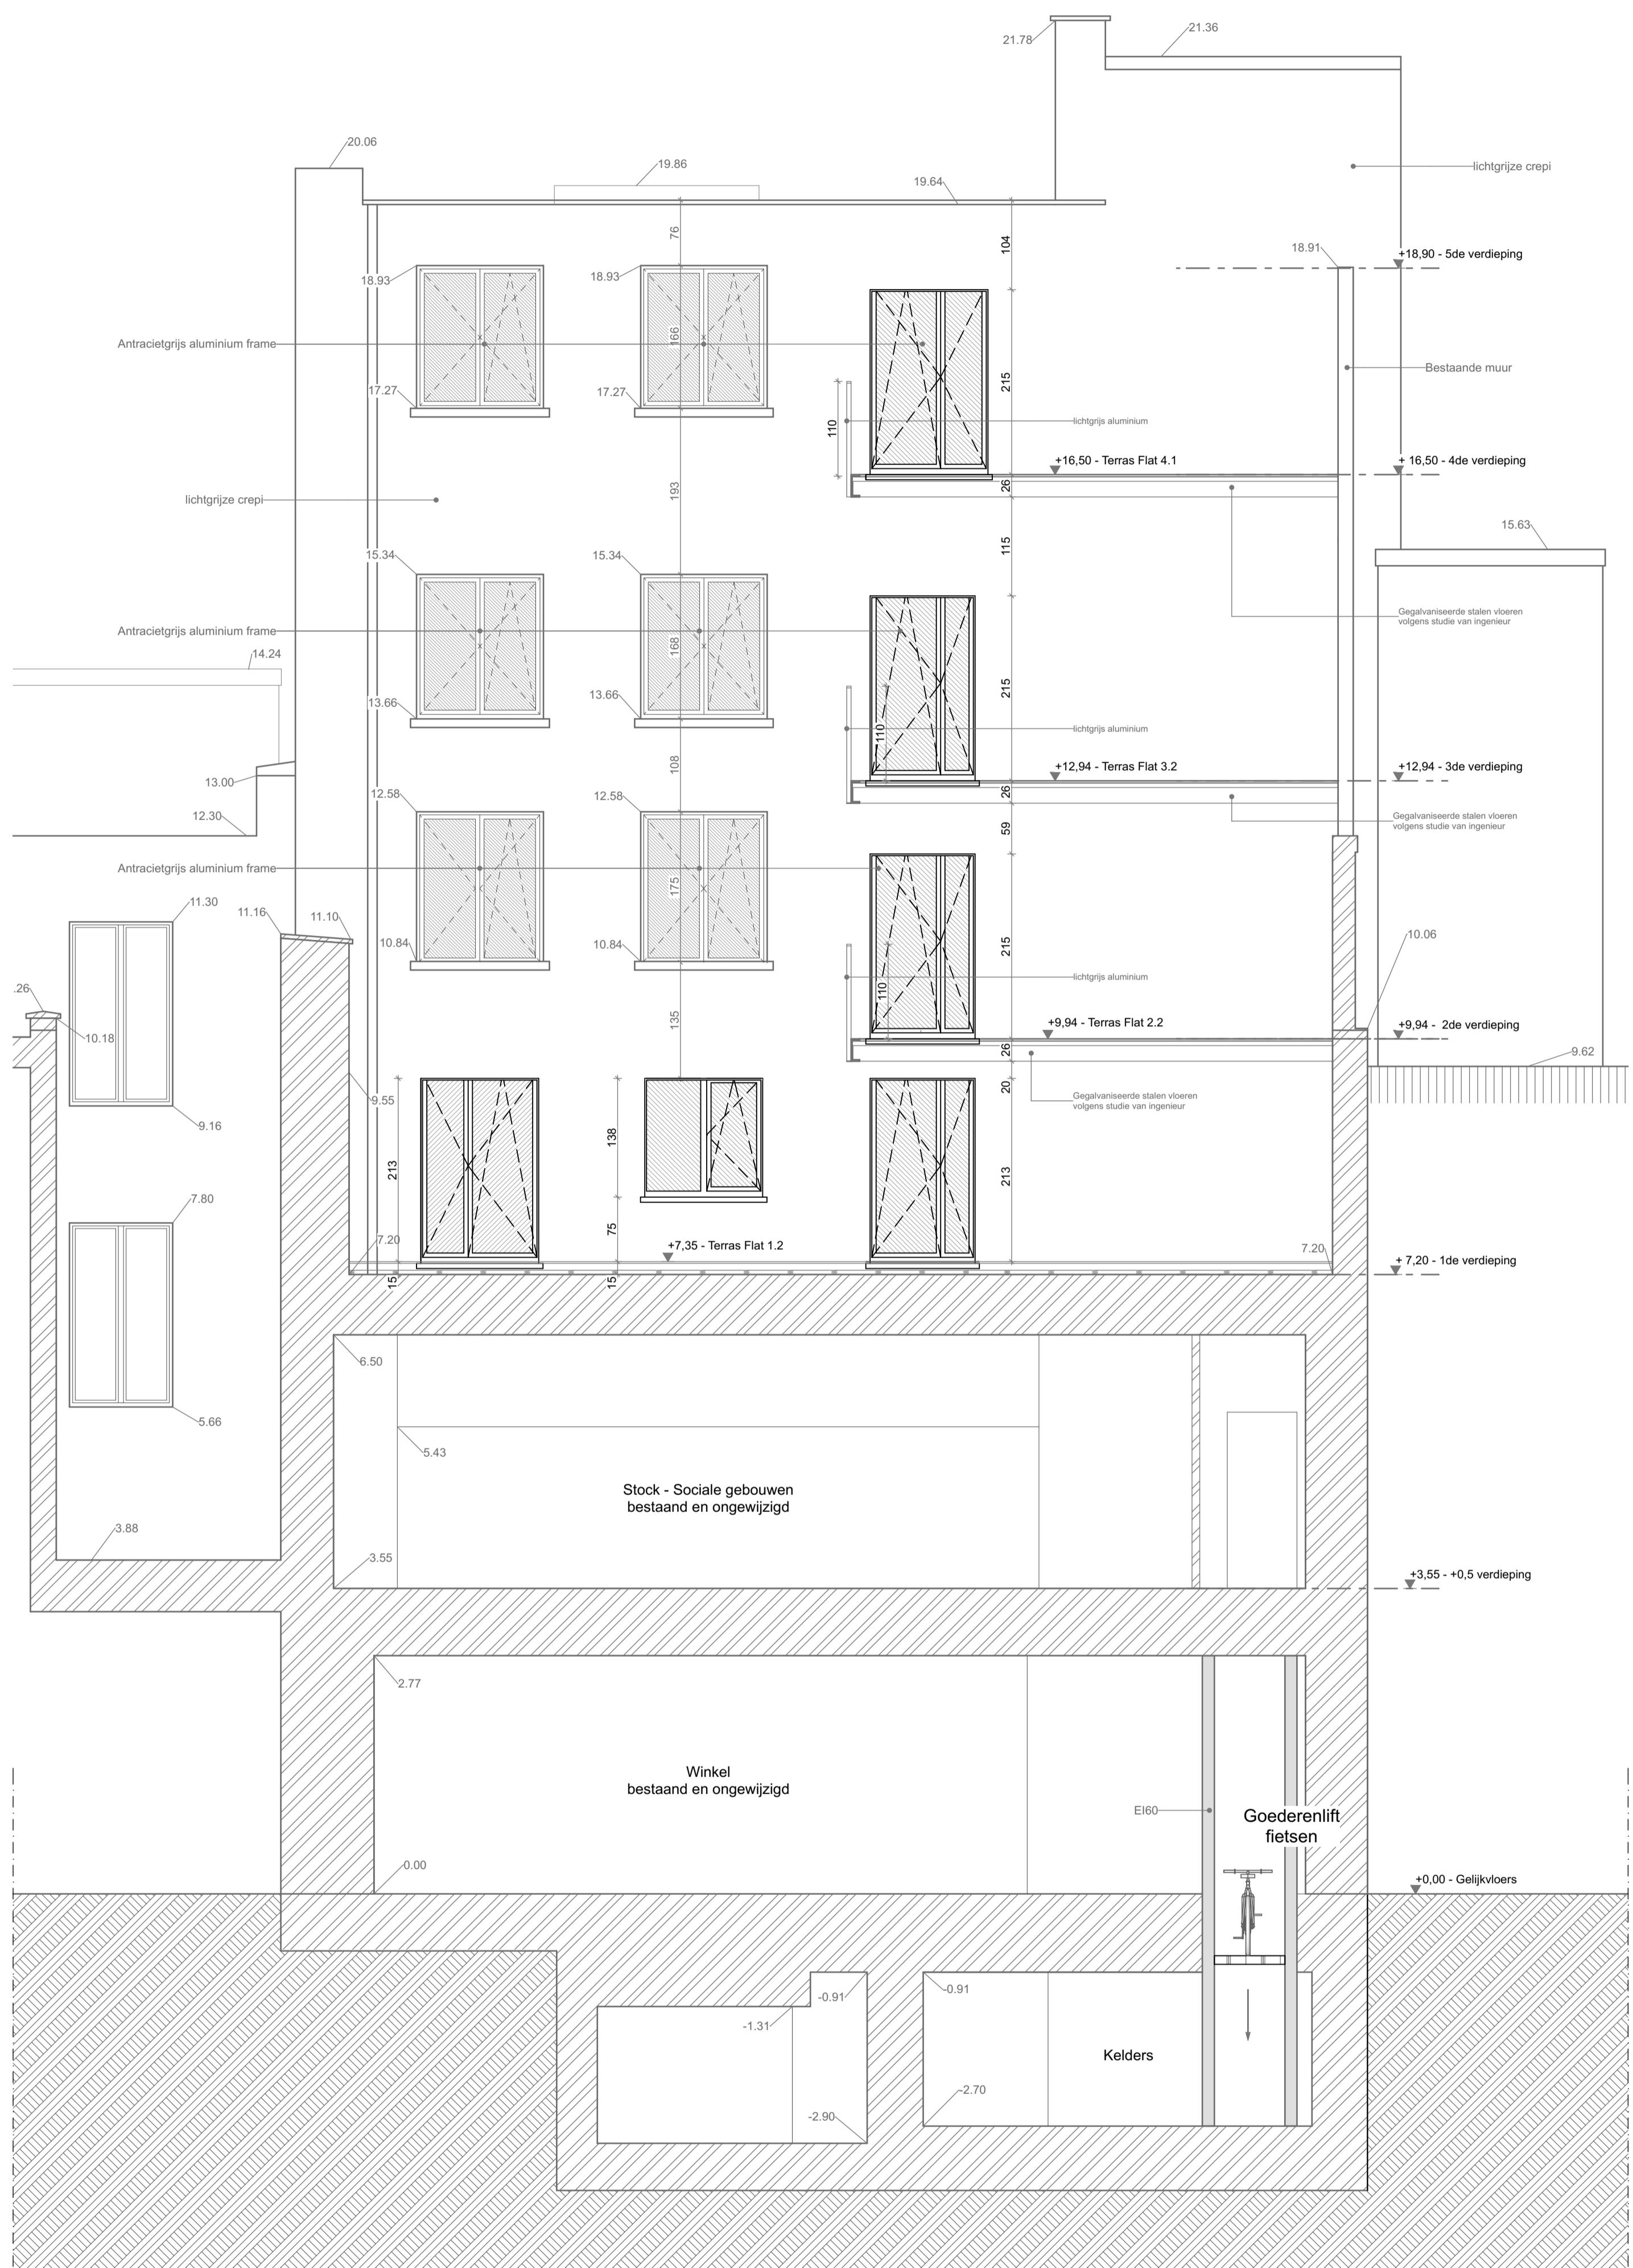 21.78
21.36
20.06
19.86
19.64
lichtgrijze crepi
76
104
18.91
+18,90 - 5de verdieping
18.93
18.93
Antracietgrijs aluminium frame
166
Bestaande muur
17.27
17.27
215
110
lichtgrijs aluminium
+16,50 - Terras Flat 4.1
+ 16,50 - 4de verdieping
26
193
lichtgrijze crepi
15.63
115
15.34
15.34
Gegalvaniseerde stalen vloeren
volgens studie van ingenieur
Antracietgrijs aluminium frame
168
14.24
215
13.66
13.66
110
lichtgrijs aluminium
108
+12,94 - Terras Flat 3.2
+12,94 - 3de verdieping
13.00
26
12.58
12.58
12.30
59
Gegalvaniseerde stalen vloeren
volgens studie van ingenieur
Antracietgrijs aluminium frame
175
11.30
11.16
11.10
10.84
10.84
215
10.06
lichtgrijs aluminium
110
.26
10.18
135
+9,94 - Terras Flat 2.2
+9,94 - 2de verdieping
26
9.62
20
9.55
Gegalvaniseerde stalen vloeren
volgens studie van ingenieur
9.16
138
213
213
7.80
75
7.20
+7,35 - Terras Flat 1.2
7.20
+ 7,20 - 1de verdieping
15
15
6.50
5.66
5.43
Stock - Sociale gebouwen
bestaand en ongewijzigd
3.88
3.55
+3,55 - +0,5 verdieping
2.77
Winkel
bestaand en ongewijzigd
EI60
Goederenlift
fietsen
0.00
+0,00 - Gelijkvloers
-0.91
-0.91
-1.31
Kelders
-2.70
-2.90